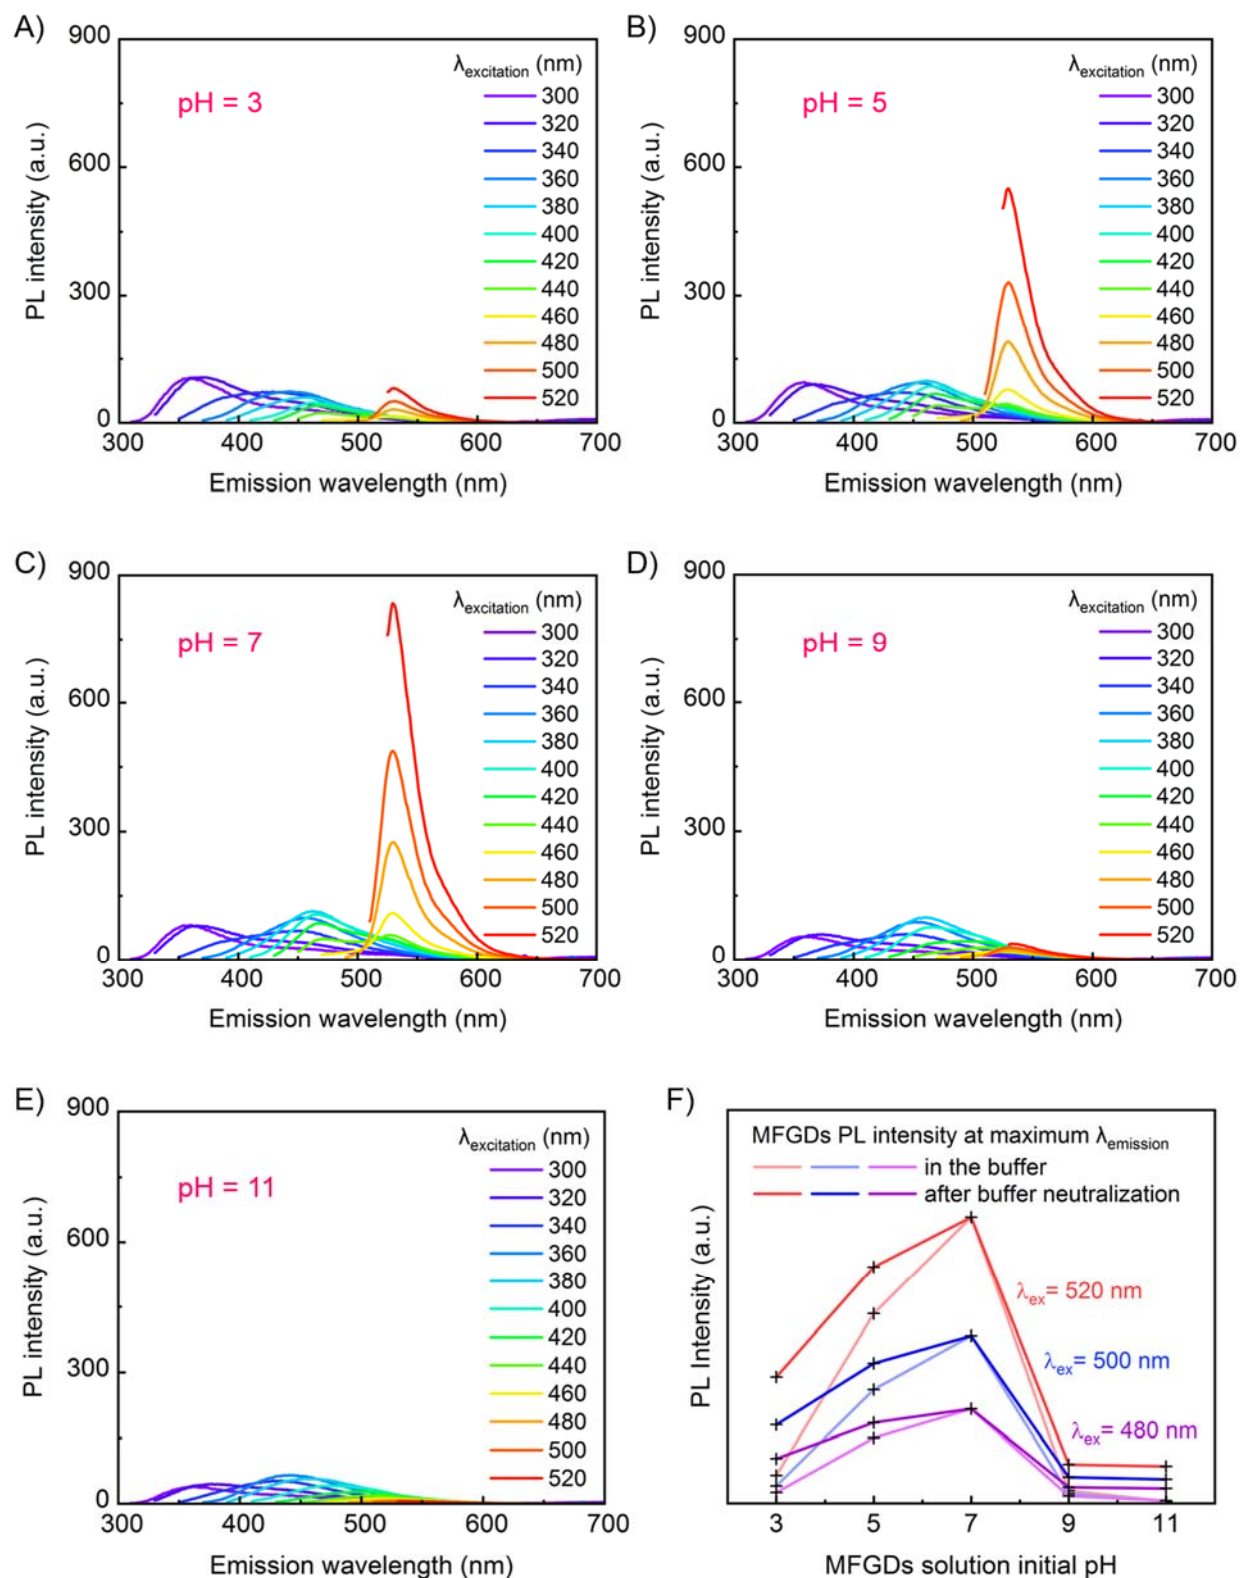 A)
900
600
300
0
PL intensity (a.u.)
pH = 3
λexcitation (nm)
300
320
340
360
380
400
420
440
460
480
500
520
300 400 500 600 700
Emission wavelength (nm)
B)
900
600
300
0
PL intensity (a.u.)
pH = 5
λexcitation (nm)
300
320
340
360
380
400
420
440
460
480
500
520
300 400 500 600 700
Emission wavelength (nm)
C)
900
600
300
0
PL intensity (a.u.)
pH = 7
λexcitation (nm)
300
320
340
360
380
400
420
440
460
480
500
520
300 400 500 600 700
Emission wavelength (nm)
D)
900
600
300
0
PL intensity (a.u.)
pH = 9
λexcitation (nm)
300
320
340
360
380
400
420
440
460
480
500
520
300 400 500 600 700
Emission wavelength (nm)
E)
900
600
300
0
PL intensity (a.u.)
pH = 11
λexcitation (nm)
300
320
340
360
380
400
420
440
460
480
500
520
300 400 500 600 700
Emission wavelength (nm)
F)
MFGDs PL intensity at maximum λemission
in the buffer
after buffer neutralization
PL Intensity (a.u.)
λex= 520 nm
λex= 500 nm
λex= 480 nm
3 5 7 9 11
MFGDs solution initial pH